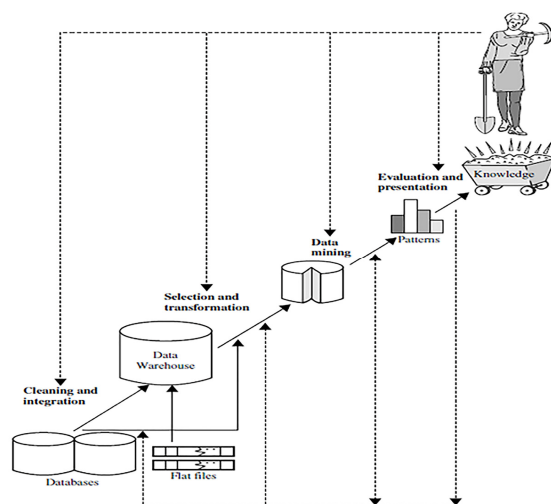 Evaluation and
presentation
Knowledge
Patterns
Data
mining
Selection and
transformation
Data
Warehouse
Cleaning and
integration
Databases
Flat files